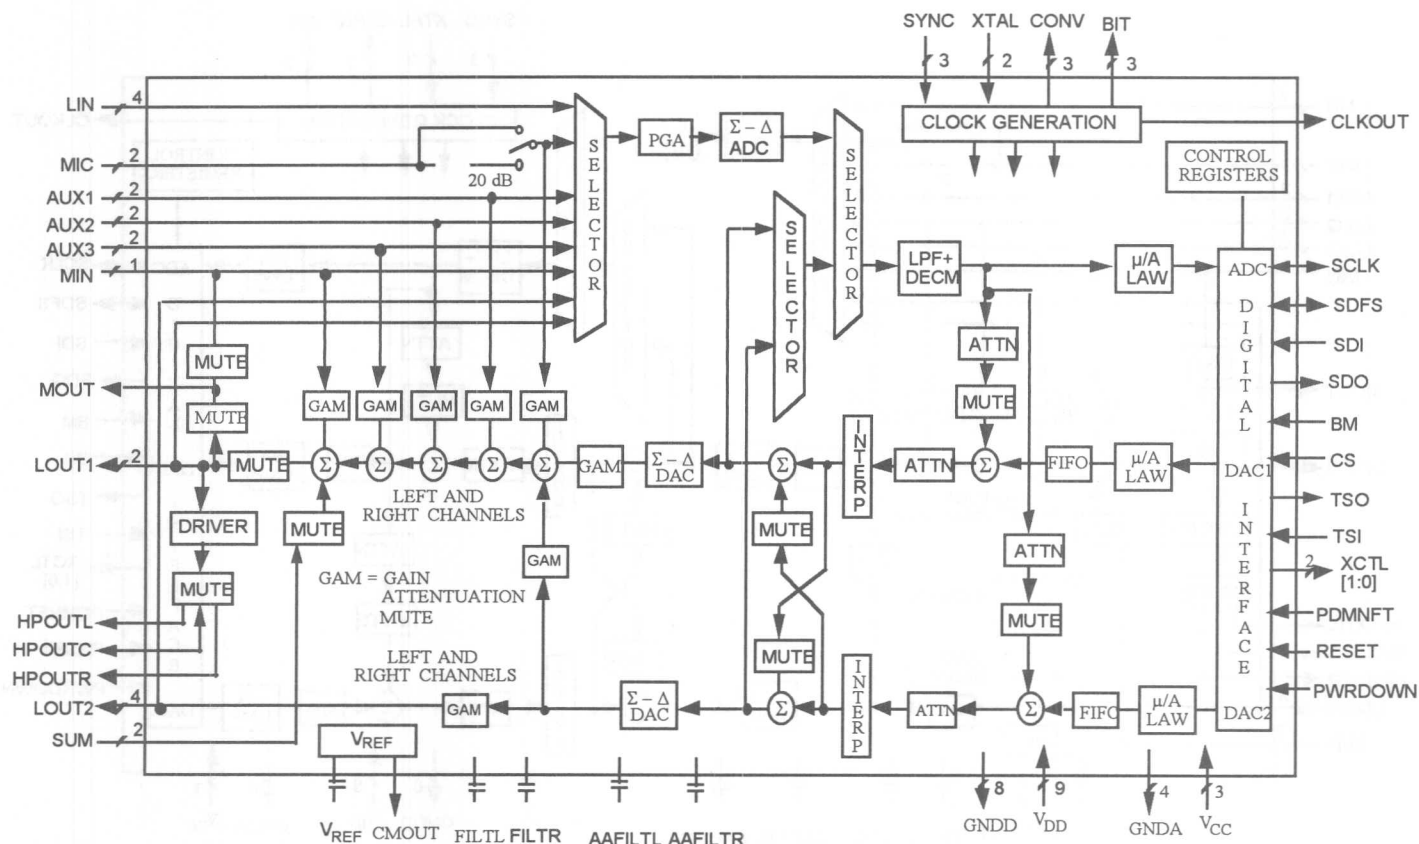 SYNC XTAL CONV BIT
3 2 3 3
LIN 4
CLOCK GENERATION
CLKOUT
MIC 2
20 dB
SELECTOR
PGA
Σ – Δ
ADC
SELECTOR
CONTROL
REGISTERS
AUX1 2
AUX2 2
AUX3 2
MIN 1
SELECTOR
LPF+
DECM
µ/A
LAW
ADC
DIGITAL
INTERFACE
SCLK
SDFS
SDI
SDO
BM
CS
TSO
TSI
2 XCTL
[1:0]
PDMNFT
RESET
PWRDOWN
MUTE
ATTN
MOUT
MUTE
GAM GAM GAM GAM GAM
MUTE
LOUT1 2
MUTE
Σ Σ Σ Σ Σ
GAM
Σ – Δ
DAC
Σ
INTERP
ATTN
Σ
FIFO
µ/A
LAW
DAC1
LEFT AND
RIGHT CHANNELS
DRIVER
MUTE
MUTE
ATTN
GAM
MUTE
GAM = GAIN
ATTENTUATION
MUTE
MUTE
HPOUTL
HPOUTC
HPOUTR
LEFT AND
RIGHT CHANNELS
MUTE
LOUT2 4
GAM
Σ – Δ
DAC
Σ
INTERP
ATTN
Σ
FIFO
µ/A
LAW
DAC2
SUM 2
VREF
8 9 4 3
VREF CMOUT FILTL FILTR AAFILTL AAFILTR
GNDD VDD GNDA VCC